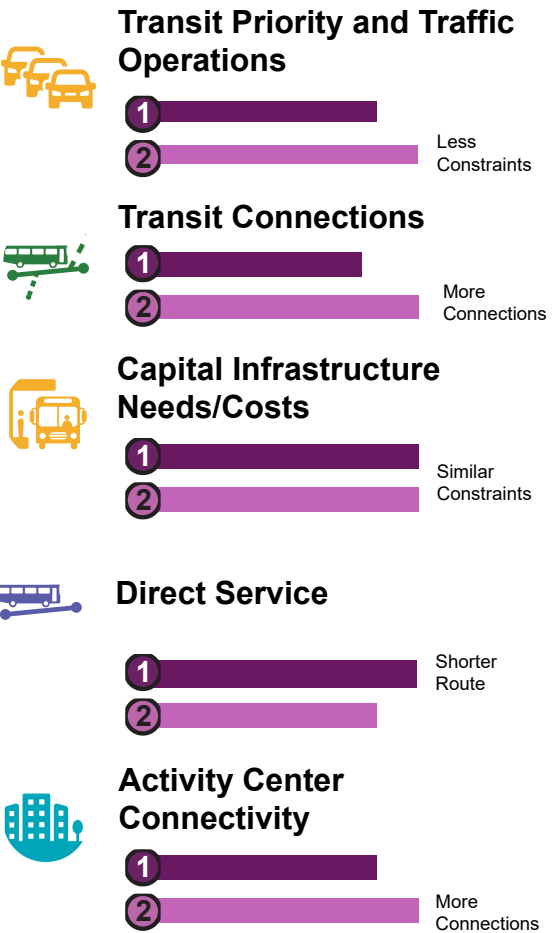 Transit Priority and Traffic
Operations
1
2
Less
Constraints
Transit Connections
1
2
More
Connections
Capital Infrastructure
Needs/Costs
1
2
Similar
Constraints
Direct Service
1
Shorter
Route
2
Activity Center
Connectivity
1
2
More
Connections